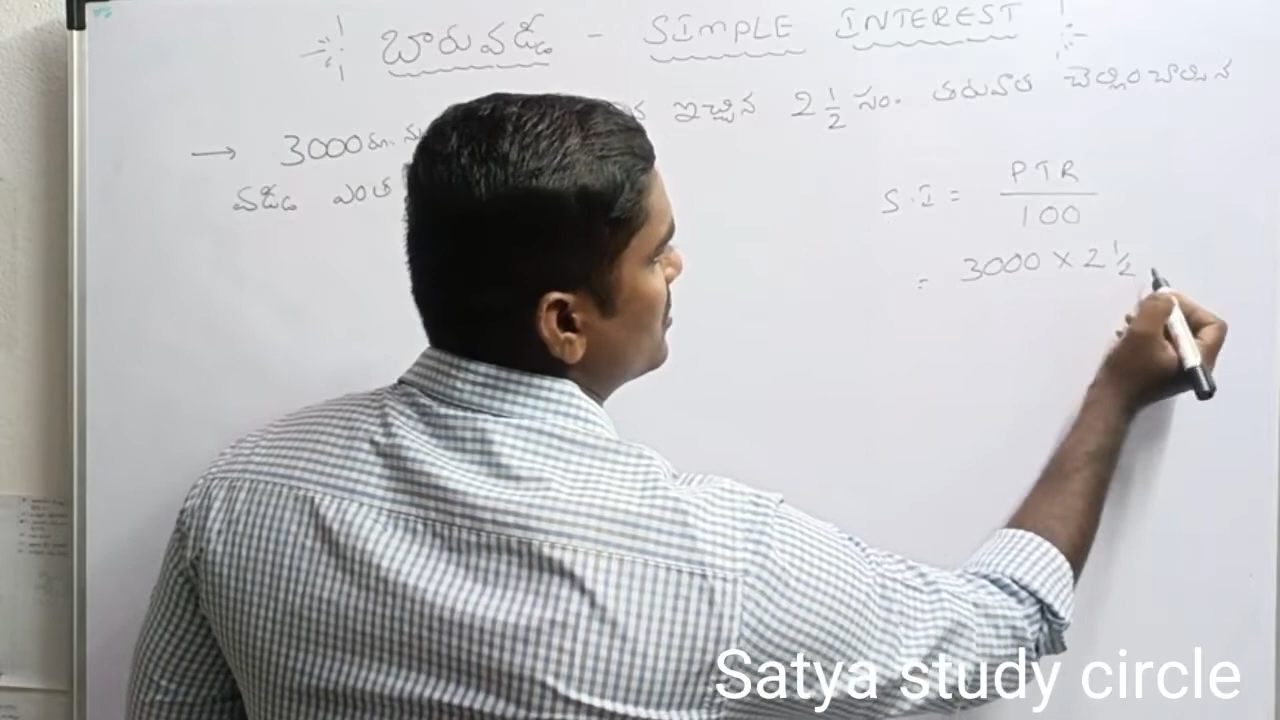 బారువడ్డీ - SIMPLE INTEREST
→ 3000 రూ. ఇచ్చిన 2 1/2 సం. తరువాత చెల్లించాల్సిన
వడ్డీ ఎంత
S.I = PTR / 100
= 3000 × 2 1/2
Satya study circle